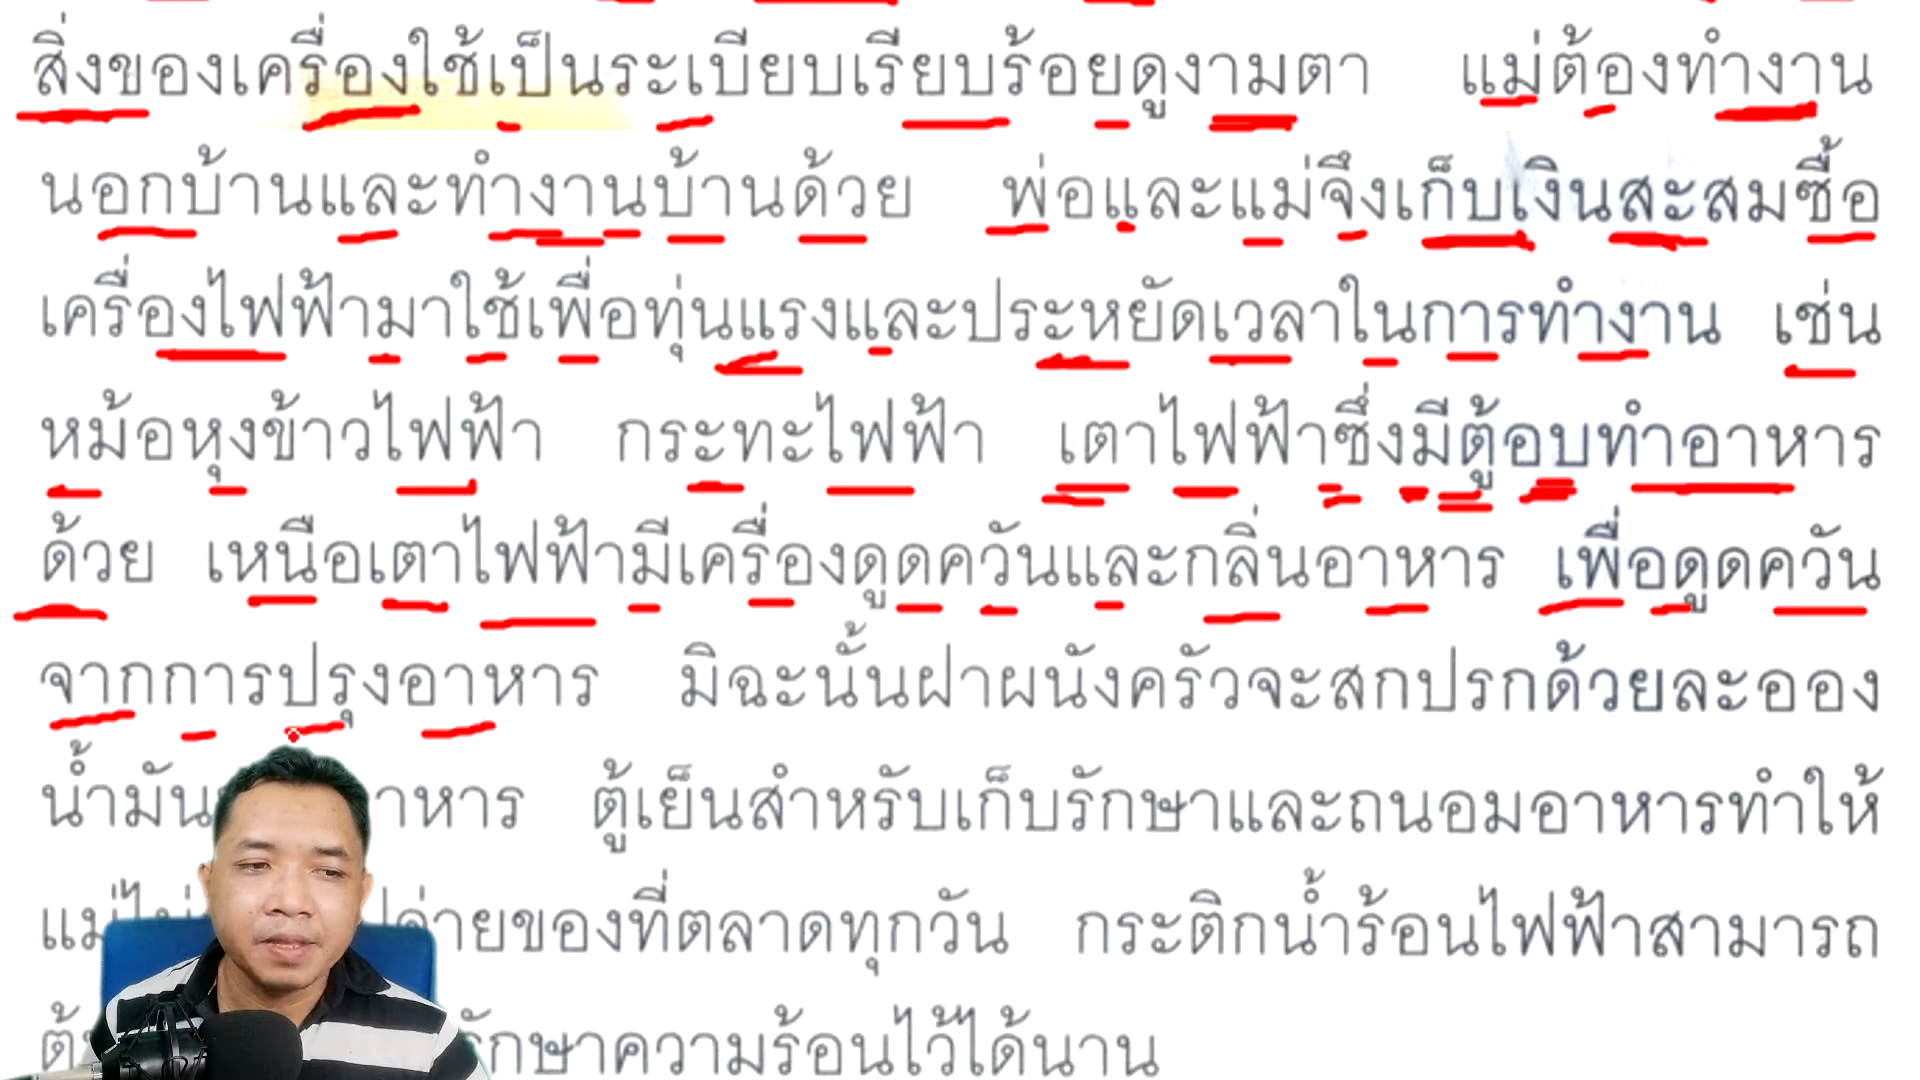 สิ่งของเครื่องใช้เป็นระเบียบเรียบร้อยดูงามตา แม่ต้องทำงาน
นอกบ้านและทำงานบ้านด้วย พ่อและแม่จึงเก็บเงินสะสมซื้อ
เครื่องไฟฟ้ามาใช้เพื่อทุ่นแรงและประหยัดเวลาในการทำงาน เช่น
หม้อหุงข้าวไฟฟ้า กระทะไฟฟ้า เตาไฟฟ้าซึ่งมีตู้อบทำอาหาร
ด้วย เหนือเตาไฟฟ้ามีเครื่องดูดควันและกลิ่นอาหาร เพื่อดูดควัน
จากการปรุงอาหาร มิฉะนั้นฝาผนังครัวจะสกปรกด้วยละออง
น้ำมัน าหาร ตู้เย็นสำหรับเก็บรักษาและถนอมอาหารทำให้
แม่ไม่ ายของที่ตลาดทุกวัน กระติกน้ำร้อนไฟฟ้าสามารถ
รักษาความร้อนไว้ได้นาน